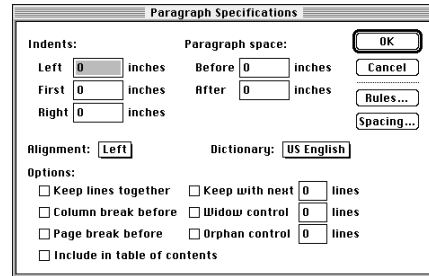 Paragraph Specifications
Indents: Paragraph space: OK
Left 0 inches Before 0 inches Cancel
First 0 inches After 0 inches Rules...
Right 0 inches Spacing...
Alignment: Left Dictionary: US English
Options:
Keep lines together Keep with next 0 lines
Column break before Widow control 0 lines
Page break before Orphan control 0 lines
Include in table of contents